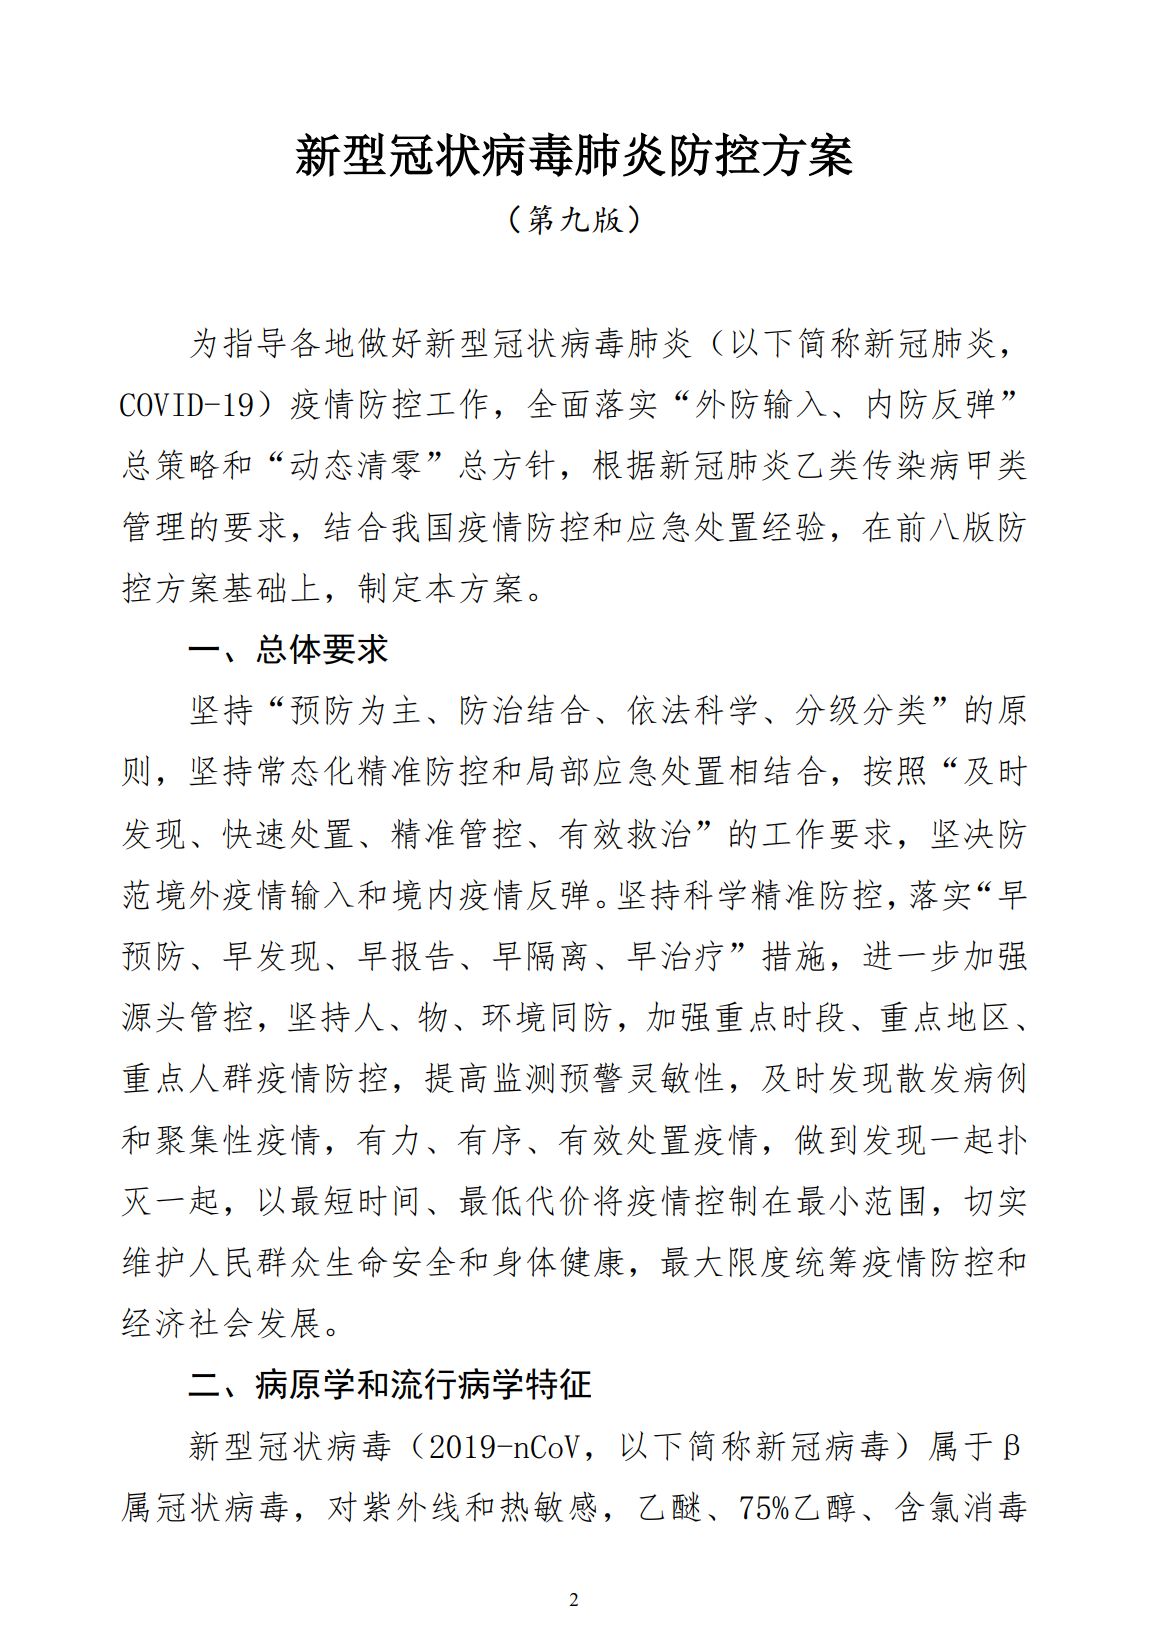 新型冠状病毒肺炎防控方案
（第九版）
为指导各地做好新型冠状病毒肺炎（以下简称新冠肺炎，
COVID-19）疫情防控工作，全面落实“外防输入、内防反弹”
总策略和“动态清零”总方针，根据新冠肺炎乙类传染病甲类
管理的要求，结合我国疫情防控和应急处置经验，在前八版防
控方案基础上，制定本方案。
一、总体要求
坚持“预防为主、防治结合、依法科学、分级分类”的原
则，坚持常态化精准防控和局部应急处置相结合，按照“及时
发现、快速处置、精准管控、有效救治”的工作要求，坚决防
范境外疫情输入和境内疫情反弹。坚持科学精准防控，落实“早
预防、早发现、早报告、早隔离、早治疗”措施，进一步加强
源头管控，坚持人、物、环境同防，加强重点时段、重点地区、
重点人群疫情防控，提高监测预警灵敏性，及时发现散发病例
和聚集性疫情，有力、有序、有效处置疫情，做到发现一起扑
灭一起，以最短时间、最低代价将疫情控制在最小范围，切实
维护人民群众生命安全和身体健康，最大限度统筹疫情防控和
经济社会发展。
二、病原学和流行病学特征
新型冠状病毒（2019-nCoV，以下简称新冠病毒）属于β
属冠状病毒，对紫外线和热敏感，乙醚、75%乙醇、含氯消毒
2